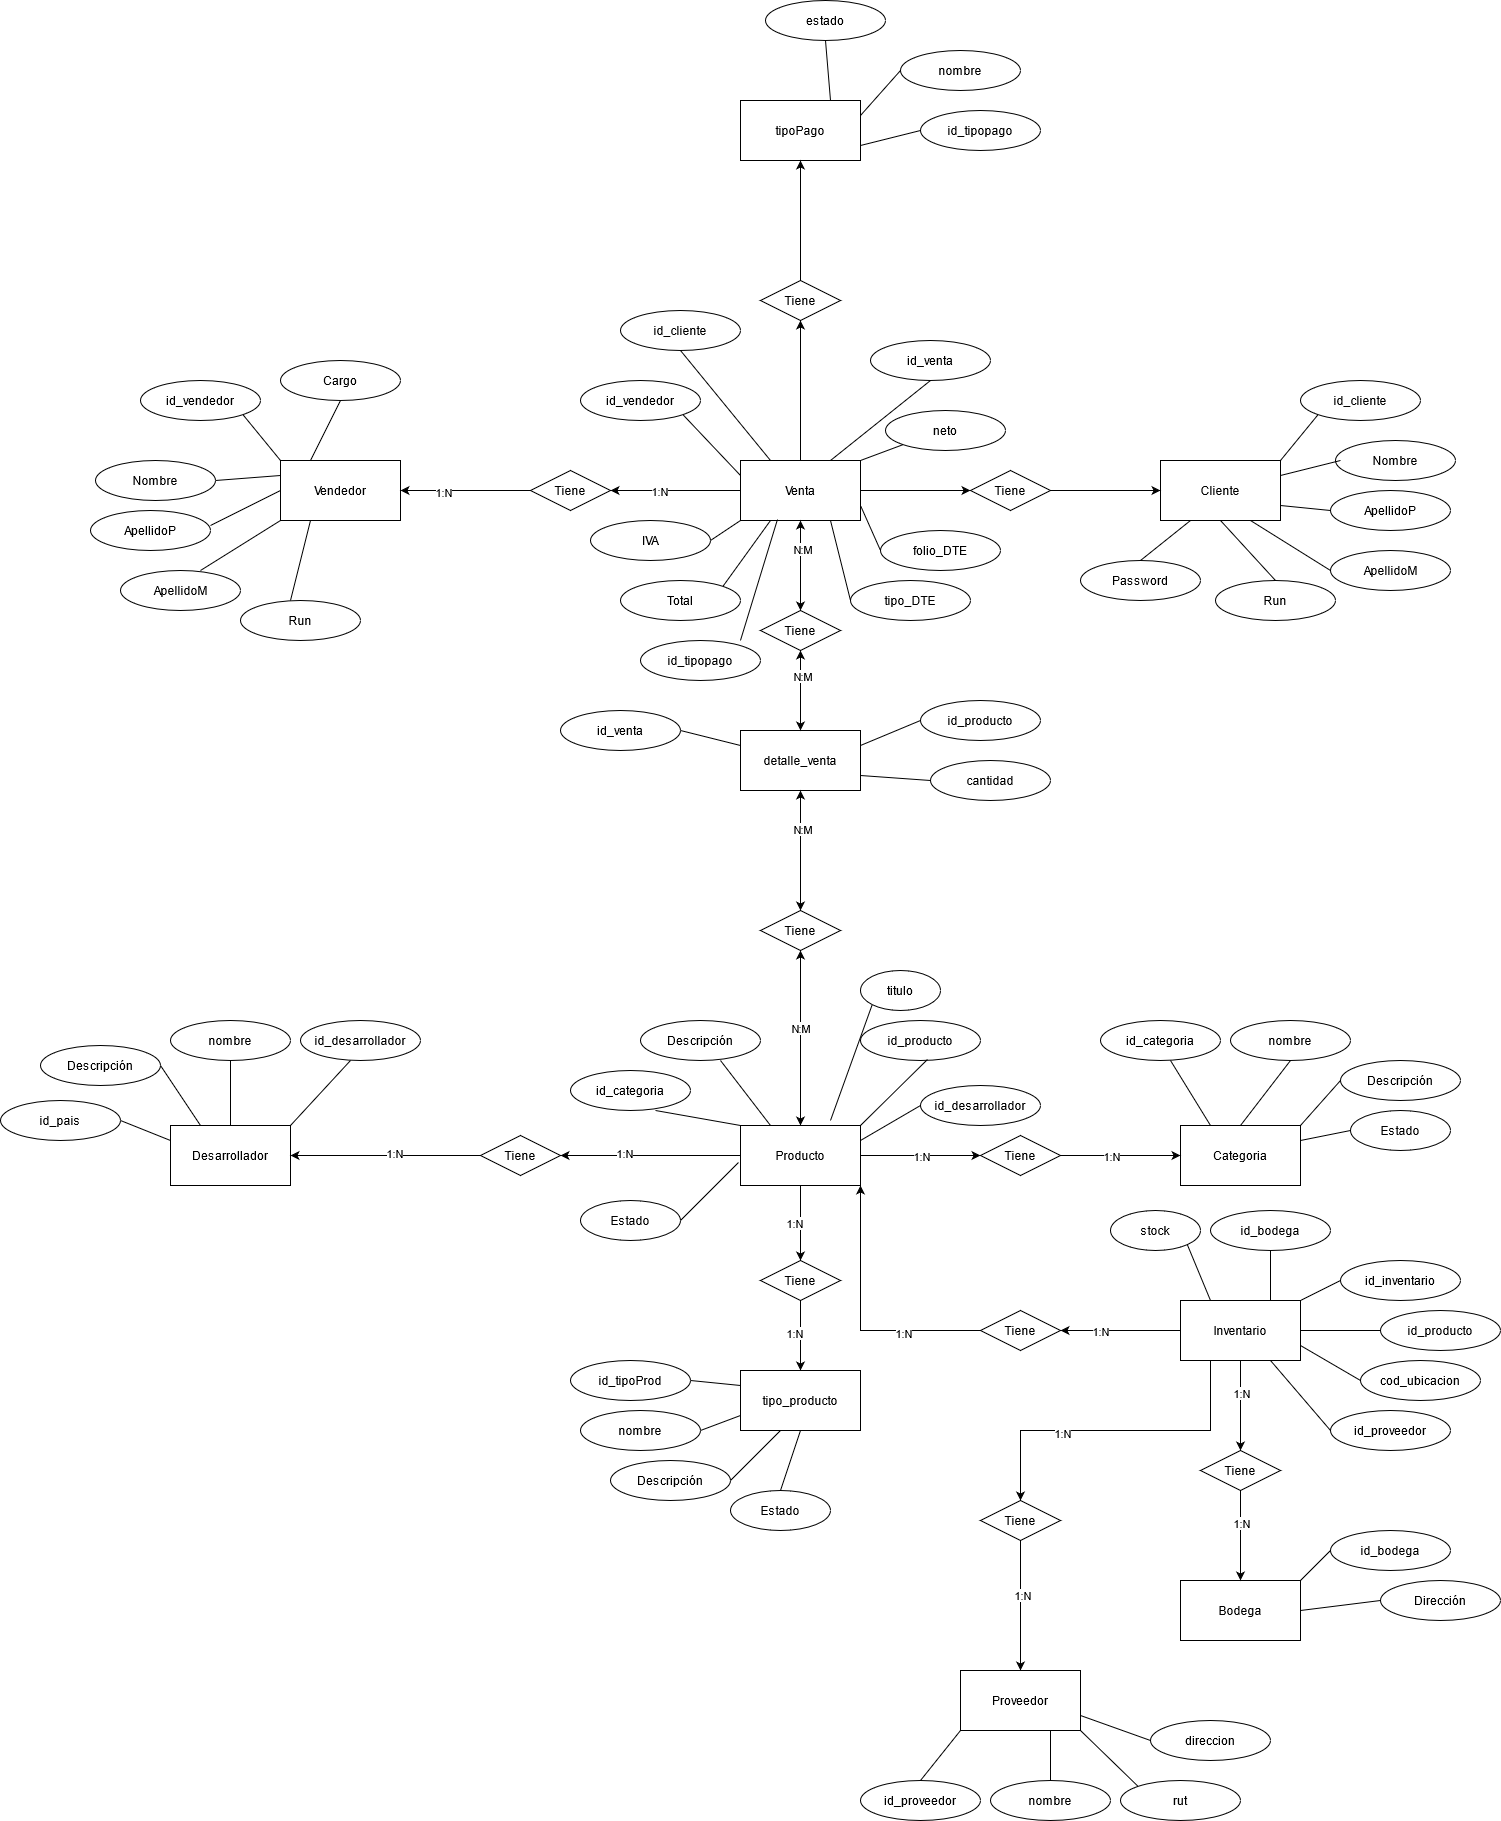 estado
nombre
tipoPago
id_tipopago
Tiene
id_cliente
id_venta
Cargo
id_vendedor
id_vendedor
id_cliente
neto
Nombre
Nombre
Vendedor
1:N
Tiene
1:N
Venta
Tiene
Cliente
ApellidoP
ApellidoP
IVA
N:M
folio_DTE
ApellidoM
Password
ApellidoM
Total
tipo_DTE
Run
Run
Tiene
id_tipopago
N:M
id_venta
id_producto
detalle_venta
cantidad
N:M
Tiene
titulo
N:M
nombre
id_desarrollador
Descripción
id_producto
id_categoria
nombre
Descripción
id_categoria
Descripción
id_pais
id_desarrollador
Estado
Desarrollador
1:N
Tiene
1:N
Producto
1:N
Tiene
1:N
Categoria
Estado
1:N
stock
id_bodega
Tiene
id_inventario
1:N
1:N
Tiene
1:N
Inventario
id_producto
id_tipoProd
tipo_producto
1:N
cod_ubicacion
nombre
1:N
id_proveedor
Descripción
Tiene
Estado
Tiene
1:N
id_bodega
1:N
Bodega
Dirección
Proveedor
direccion
id_proveedor
nombre
rut